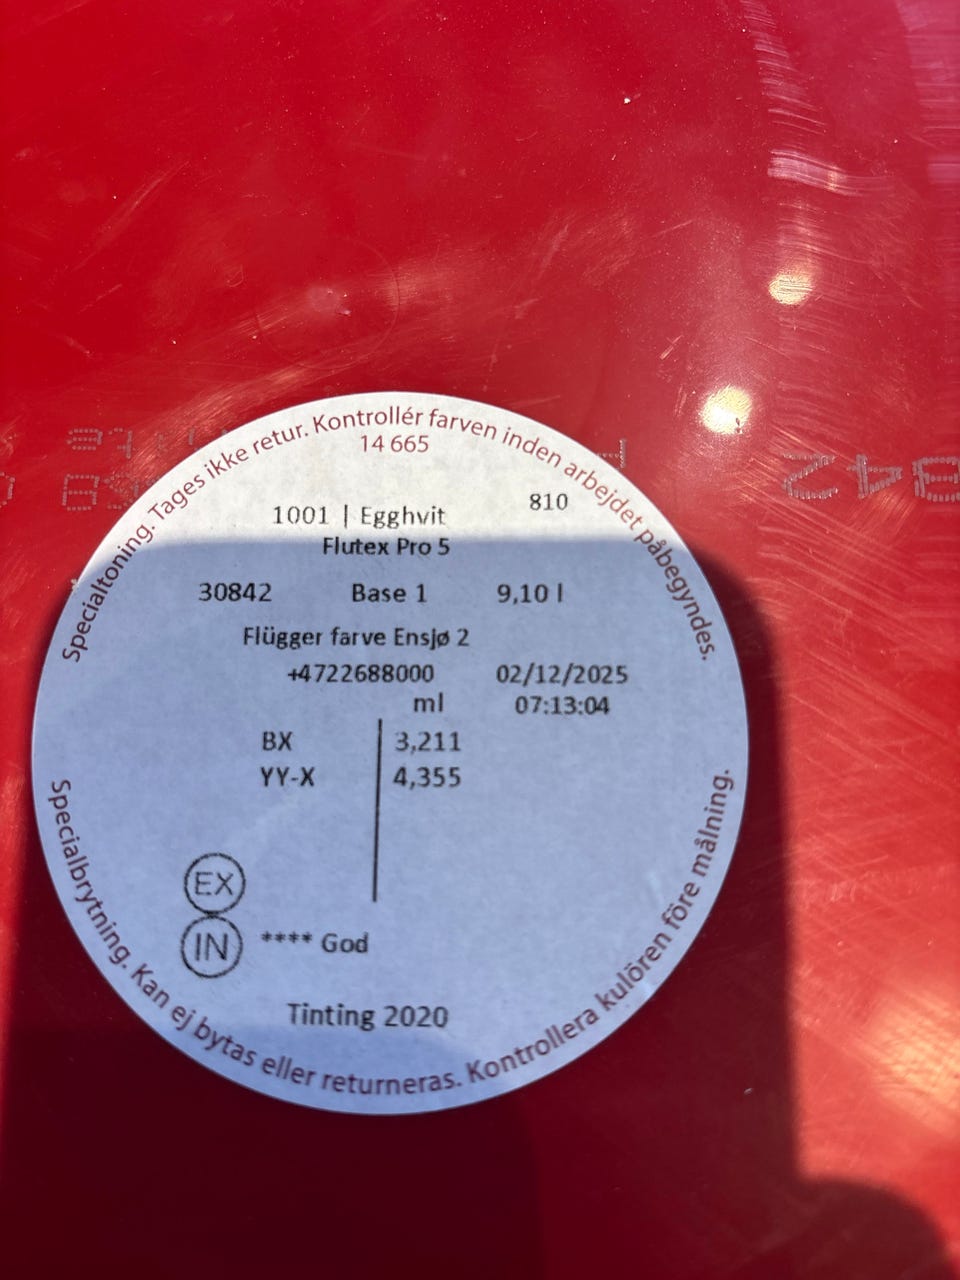 Specialtoning. Tages ikke retur. Kontrollér farven inden arbejdet påbegyndes.
14 665
1001 | Egghvit 810
Flutex Pro 5
30842 Base 1 9,10 l
Flügger farve Ensjø 2
+4722688000 02/12/2025
ml 07:13:04
BX 3,211
YY-X 4,355
EX
IN **** God
Tinting 2020
Specialbrytning. Kan ej bytas eller returneras. Kontrollera kulören före målning.